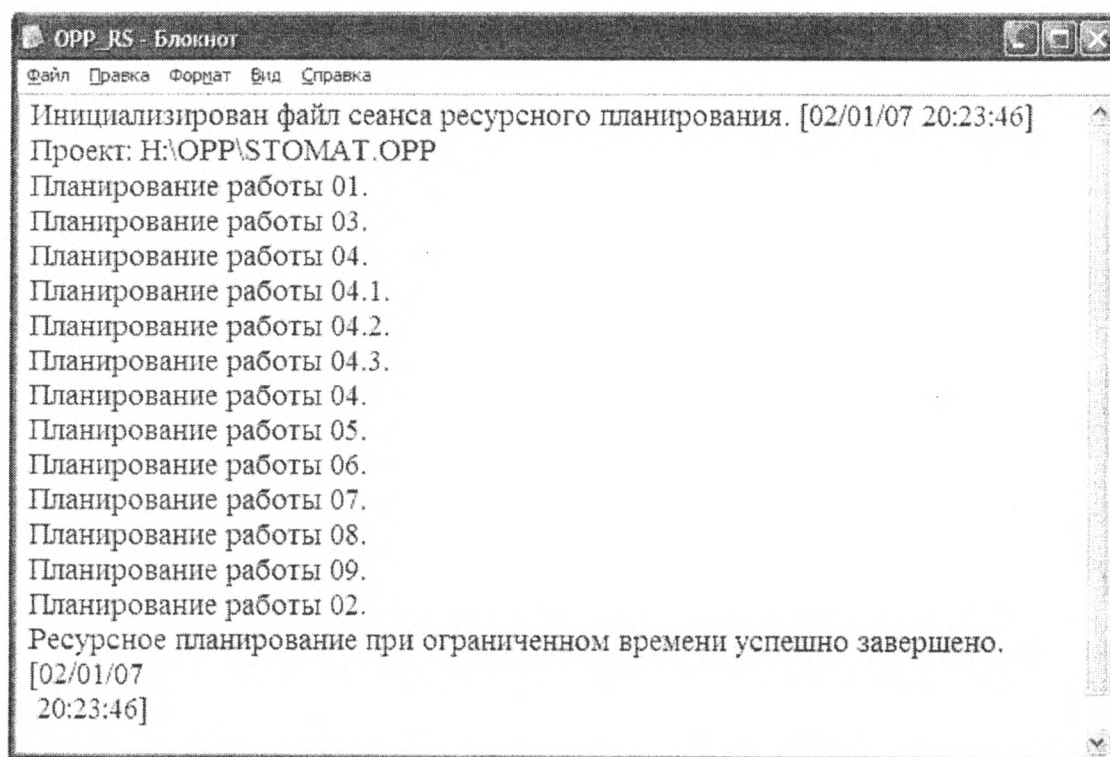 OPP_RS - Блокнот
Файл Правка Формат Вид Справка
Инициализирован файл сеанса ресурсного планирования. [02/01/07 20:23:46]
Проект: H:\OPP\STOMAT.OPP
Планирование работы 01.
Планирование работы 03.
Планирование работы 04.
Планирование работы 04.1.
Планирование работы 04.2.
Планирование работы 04.3.
Планирование работы 04.
Планирование работы 05.
Планирование работы 06.
Планирование работы 07.
Планирование работы 08.
Планирование работы 09.
Планирование работы 02.
Ресурсное планирование при ограниченном времени успешно завершено.
[02/01/07
20:23:46]